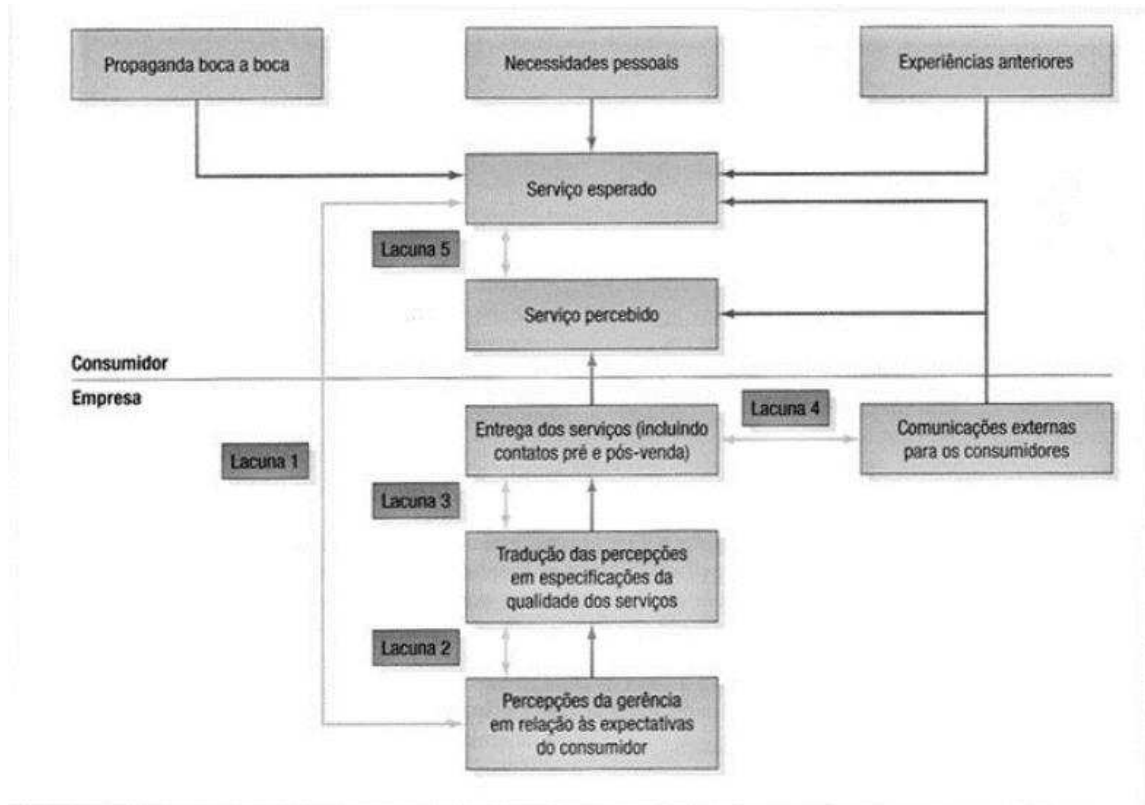 Propaganda boca a boca
Necessidades pessoais
Experiências anteriores
Serviço esperado
Lacuna 5
Serviço percebido
Consumidor
Empresa
Lacuna 1
Entrega dos serviços (incluindo
contatos pré e pós-venda)
Lacuna 4
Comunicações externas
para os consumidores
Lacuna 3
Tradução das percepções
em especificações da
qualidade dos serviços
Lacuna 2
Percepções da gerência
em relação às expectativas
do consumidor